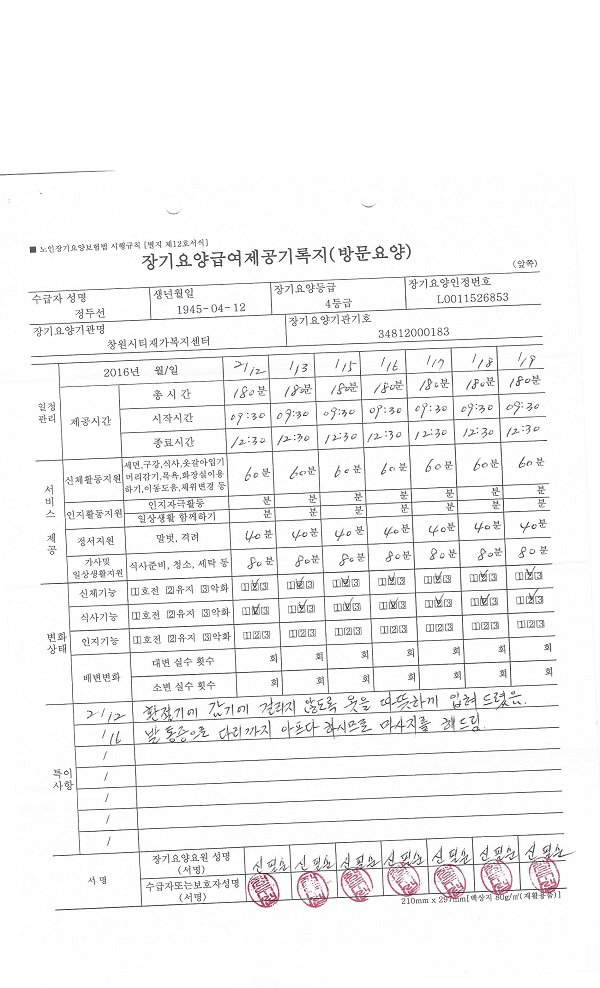 ■ 노인장기요양보험법 시행규칙 [별지 제12호서식]
장기요양급여제공기록지(방문요양)
(앞쪽)
수급자 성명 생년월일 장기요양등급 장기요양인정번호
정두선 1945-04-12 4등급 L0011526853
장기요양기관명 장기요양기관기호
창원시티재가복지센터 34812000183
2016년 월/일 2/12 1/13 1/15 1/16 1/17 1/18 1/9
일정관리 제공시간 총 시 간 180분 180분 180분 180분 180분 180분 180분
시작시간 09:30 09:30 09:30 09:30 09:30 09:30 09:30
종료시간 12:30 12:30 12:30 12:30 12:30 12:30 12:30
서비스 제공
신체활동지원 세면,구강,식사,옷갈아입기 머리감기,목욕,화장실이용하기,이동도움,체위변경 등 60분 60분 60분 60분 60분 60분 60분
인지활동지원 인지자극활동 분 분 분 분 분 분 분
일상생활 함께하기 분 분 분 분 분 분 분
정서지원 말벗, 격려 40분 40분 40분 40분 40분 40분 40분
가사및 일상생활지원 식사준비, 청소, 세탁 등 80분 80분 80분 80분 80분 80분 80분
변화상태
신체기능 1호전 2유지 3악화 123 123 123 123 123 123 123
식사기능 1호전 2유지 3악화 123 123 123 123 123 123 123
인지기능 1호전 2유지 3악화 123 123 123 123 123 123 123
배변변화 대변 실수 횟수 회 회 회 회 회 회 회
소변 실수 횟수 회 회 회 회 회 회 회
특이사항
2/12 환절기에 감기에 걸리지 않도록 옷을 따뜻하게 입혀 드렸음.
1/16 발 통증으로 다리까지 아프다 하시므로 마사지를 해드림.
/
/
/
/
서 명 장기요양요원 성명 (서명) 신필순 신필순 신필순 신필순 신필순 신필순 신필순
수급자또는보호자성명 (서명)
210mm x 297mm[백상지 80g/㎡(재활용품)]